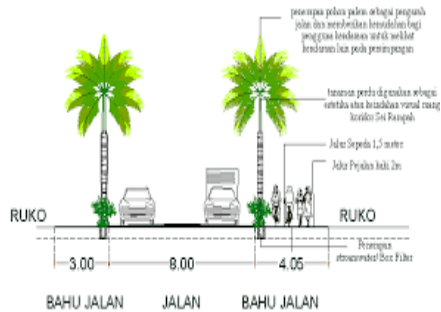 penerapan pohon palem sebagai pengarah
jalan dan memberikan kemudahan bagi
pengguna kendaraan untuk melihat
kendaraan lain pada persimpangan
tanaman perdu digunakan sebagai
estetika atau keindahan visual ruang
koridor Sei Rampah
Jalur Sepeda 1,5 meter
Jalur Pejalan kaki 2m
RUKO
RUKO
Penerapan
streamwater/Box Filter
3.00
8.00
4.05
BAHU JALAN
JALAN
BAHU JALAN